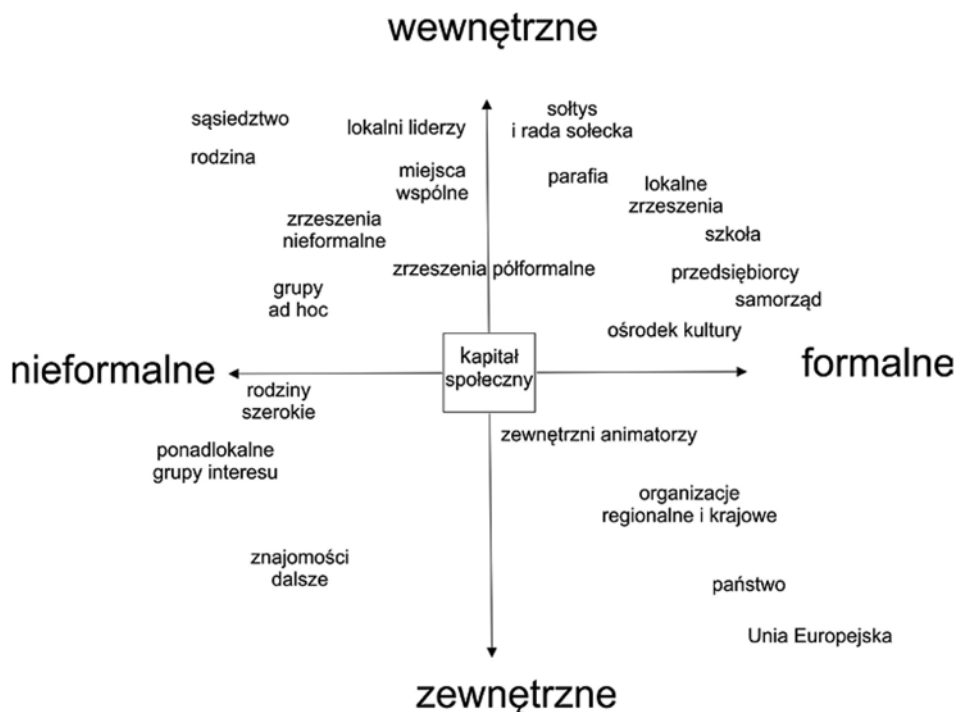 wewnętrzne
sąsiedztwo
rodzina
lokalni liderzy
miejsca
wspólne
zrzeszenia
nieformalne
grupy
ad hoc
sołtys
i rada sołecka
parafia
lokalne
zrzeszenia
szkoła
zrzeszenia półformalne
przedsiębiorcy
samorząd
ośrodek kultury
nieformalne
kapitał
społeczny
formalne
rodziny
szerokie
ponadlokalne
grupy interesu
znajomości
dalsze
zewnętrzni animatorzy
organizacje
regionalne i krajowe
państwo
Unia Europejska
zewnętrzne